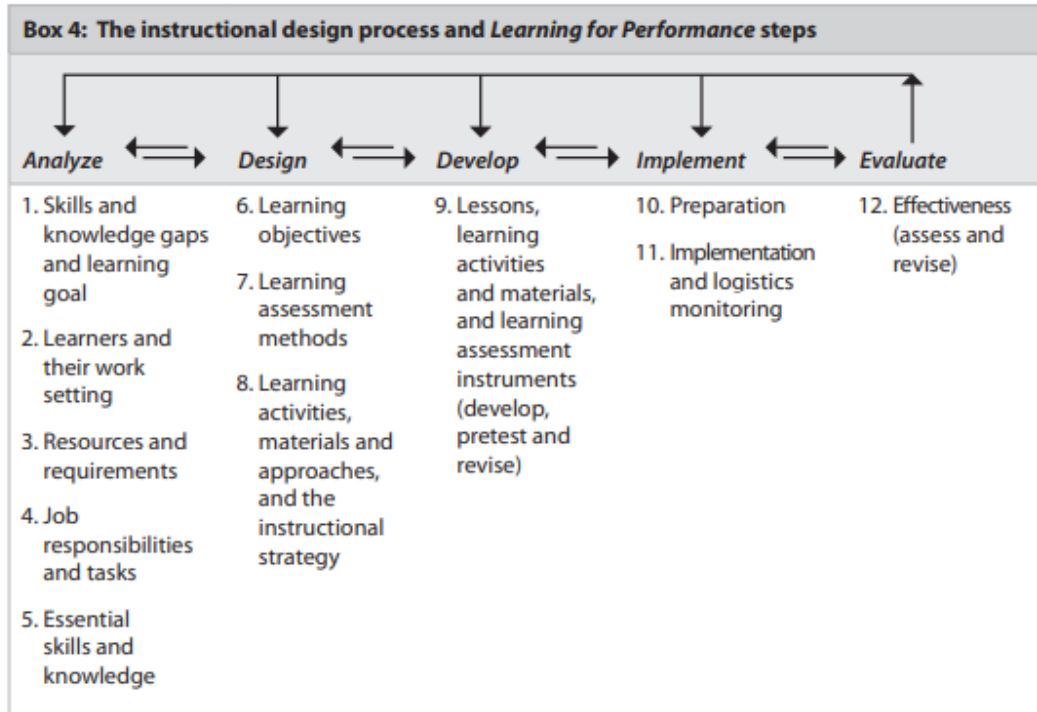 Box 4: The instructional design process and Learning for Performance steps
Analyze
Design
Develop
Implement
Evaluate
1. Skills and
knowledge gaps
and learning
goal
2. Learners and
their work
setting
3. Resources and
requirements
4. Job
responsibilities
and tasks
5. Essential
skills and
knowledge
6. Learning
objectives
7. Learning
assessment
methods
8. Learning
activities,
materials and
approaches,
and the
instructional
strategy
9. Lessons,
learning
activities
and materials,
and learning
assessment
instruments
(develop,
pretest and
revise)
10. Preparation
11. Implementation
and logistics
monitoring
12. Effectiveness
(assess and
revise)